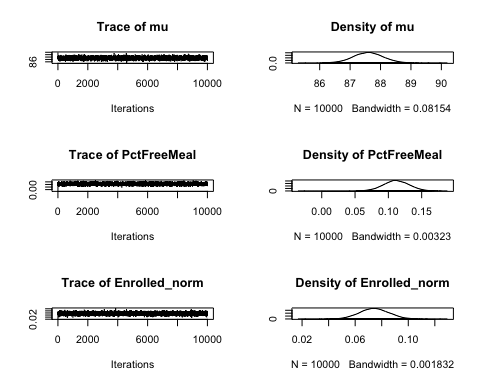 Trace of mu
86
0 2000 6000 10000
Iterations
Density of mu
0.0
86 87 88 89 90
N = 10000 Bandwidth = 0.08154
Trace of PctFreeMeal
0.00
0 2000 6000 10000
Iterations
Density of PctFreeMeal
0
0.00 0.05 0.10 0.15
N = 10000 Bandwidth = 0.00323
Trace of Enrolled_norm
0.02
0 2000 6000 10000
Iterations
Density of Enrolled_norm
0
0.02 0.06 0.10
N = 10000 Bandwidth = 0.001832